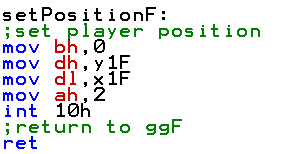 setPositionF:
;set player position
mov bh,0
mov dh,y1F
mov dl,x1F
mov ah,2
int 10h
;return to ggF
ret